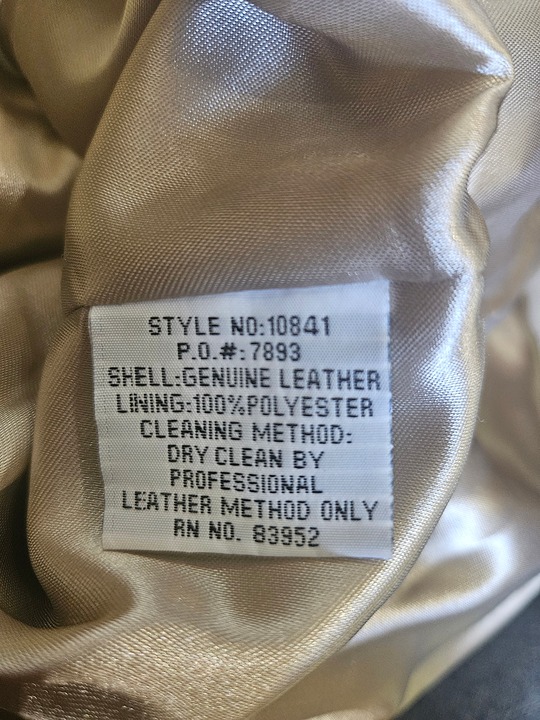 STYLE NO:10841
P.O.#:7893
SHELL:GENUINE LEATHER
LINING:100%POLYESTER
CLEANING METHOD:
DRY CLEAN BY
PROFESSIONAL
LEATHER METHOD ONLY
RN NO. 83952